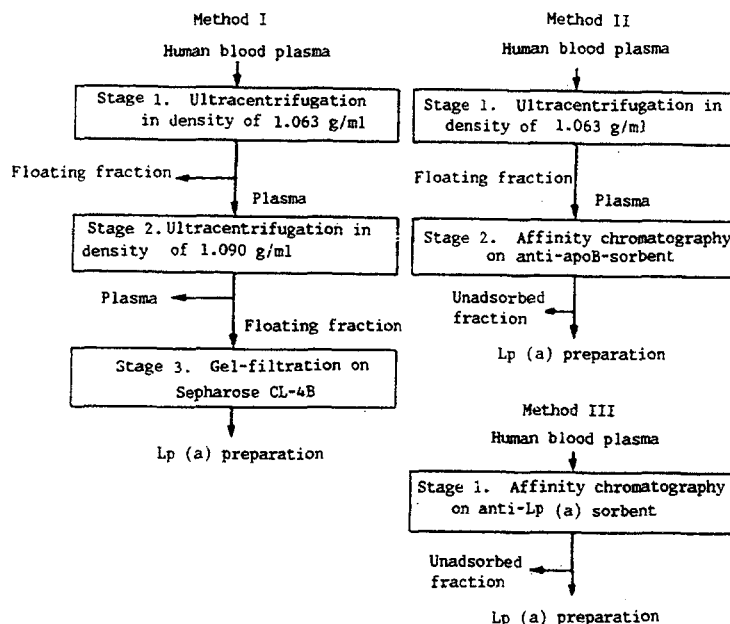 Method I
Human blood plasma
Stage 1. Ultracentrifugation
in density of 1.063 g/ml
Floating fraction
Plasma
Stage 2. Ultracentrifugation in
density of 1.090 g/ml
Plasma
Floating fraction
Stage 3. Gel-filtration on
Sepharose CL-4B
Lp (a) preparation
Method II
Human blood plasma
Stage 1. Ultracentrifugation in
density of 1.063 g/ml
Floating fraction
Plasma
Stage 2. Affinity chromatography
on anti-apoB-sorbent
Unadsorbed
fraction
Lp (a) preparation
Method III
Human blood plasma
Stage 1. Affinity chromatography
on anti-Lp (a) sorbent
Unadsorbed
fraction
Lp (a) preparation